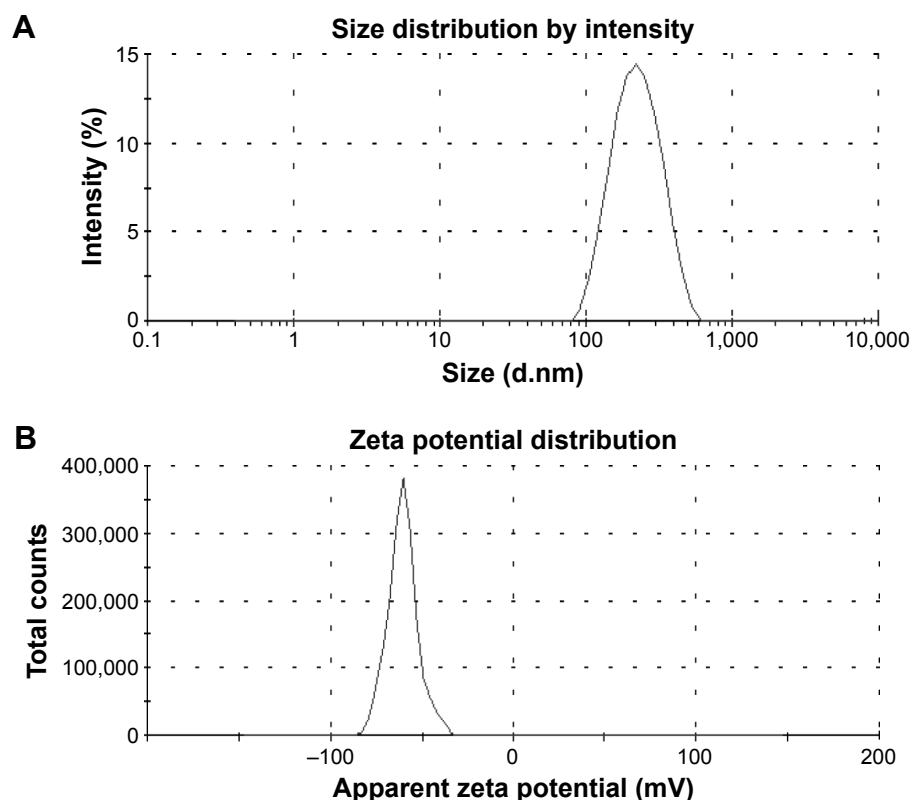 A
Size distribution by intensity
15
10
5
0
Intensity (%)
0.1 1 10 100 1,000 10,000
Size (d.nm)
B
Zeta potential distribution
400,000
300,000
200,000
100,000
0
Total counts
–100 0 100 200
Apparent zeta potential (mV)